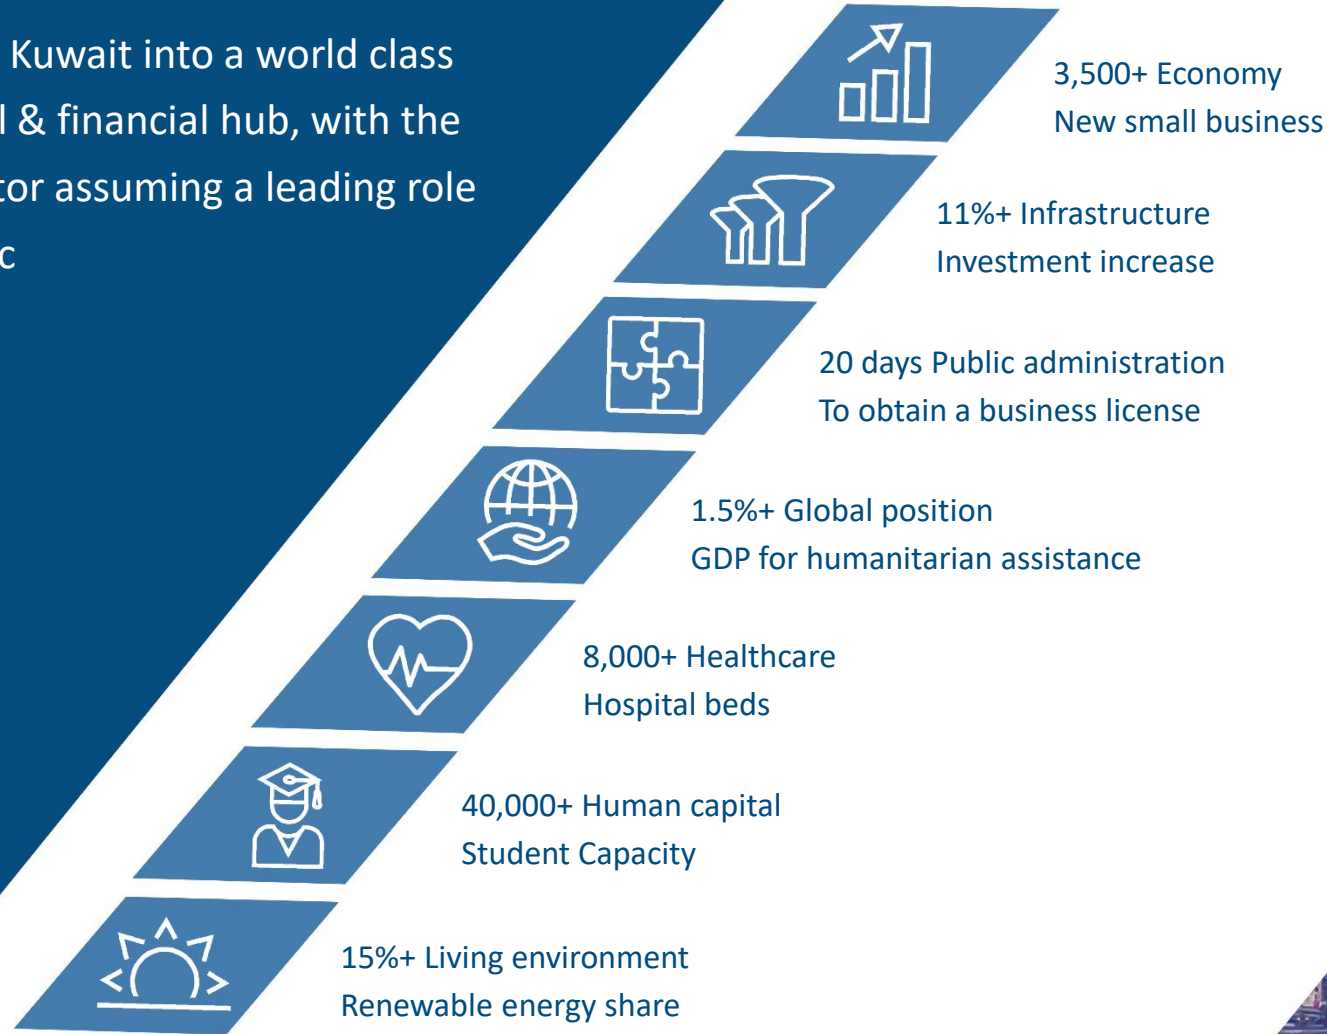 Kuwait into a world class
& financial hub, with the
assuming a leading role
3,500+ Economy
New small business
11%+ Infrastructure
Investment increase
20 days Public administration
To obtain a business license
1.5%+ Global position
GDP for humanitarian assistance
8,000+ Healthcare
Hospital beds
40,000+ Human capital
Student Capacity
15%+ Living environment
Renewable energy share